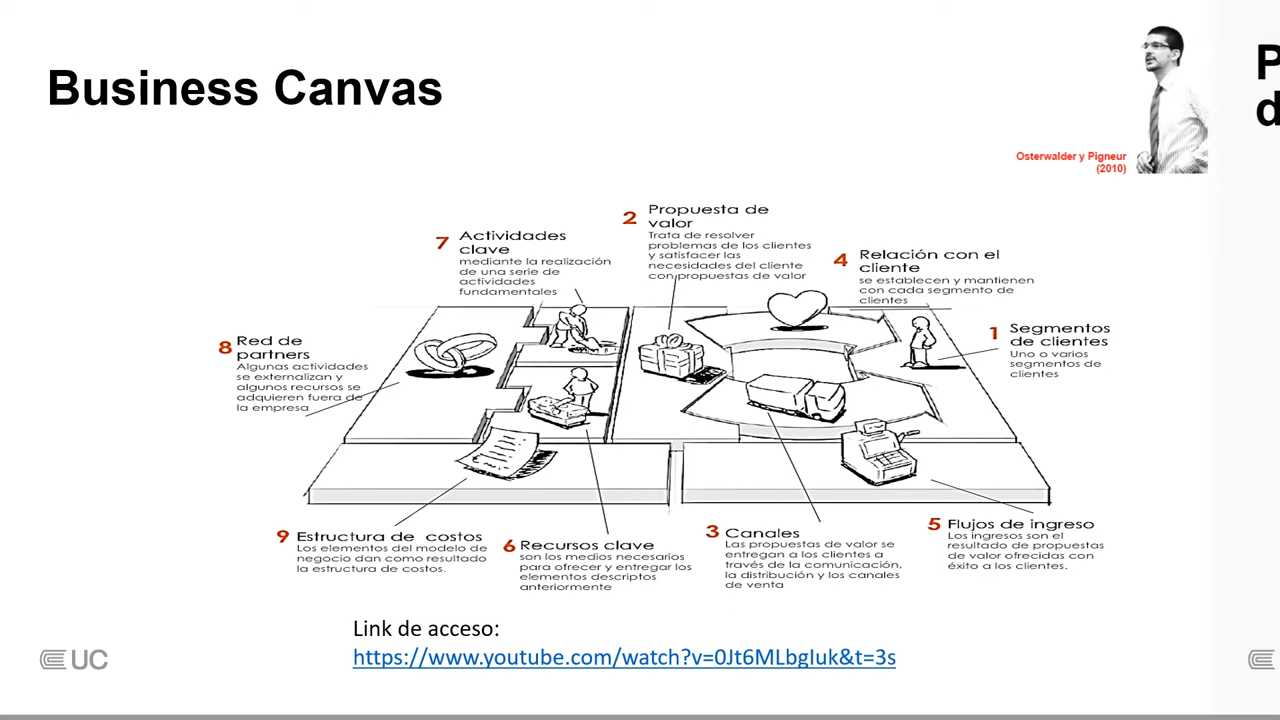 Business Canvas
P
d
Osterwalder y Pigneur
(2010)
2
Propuesta de
valor
Trata de resolver
problemas de los clientes
y satisfacer las
necesidades del cliente
con propuestas de valor
7
Actividades
clave
mediante la realización
de una serie de
actividades
fundamentales
4
Relación con el
cliente
se establecen y mantienen
con cada segmento de
clientes
1
Segmentos
de clientes
Uno o varios
segmentos de
clientes
8
Red de
partners
Algunas actividades
se externalizan y
algunos recursos se
adquieren fuera de
la empresa
9 Estructura de costos
Los elementos del modelo de
negocio dan como resultado
la estructura de costos.
6 Recursos clave
son los medios necesarios
para ofrecer y entregar los
elementos descriptos
anteriormente
3 Canales
Las propuestas de valor se
entregan a los clientes a
través de la comunicación,
la distribución y los canales
de venta
5 Flujos de ingreso
Los ingresos son el
resultado de propuestas
de valor ofrecidas con
éxito a los clientes.
Link de acceso:
https://www.youtube.com/watch?v=0Jt6MLbgIuk&t=3s
UC